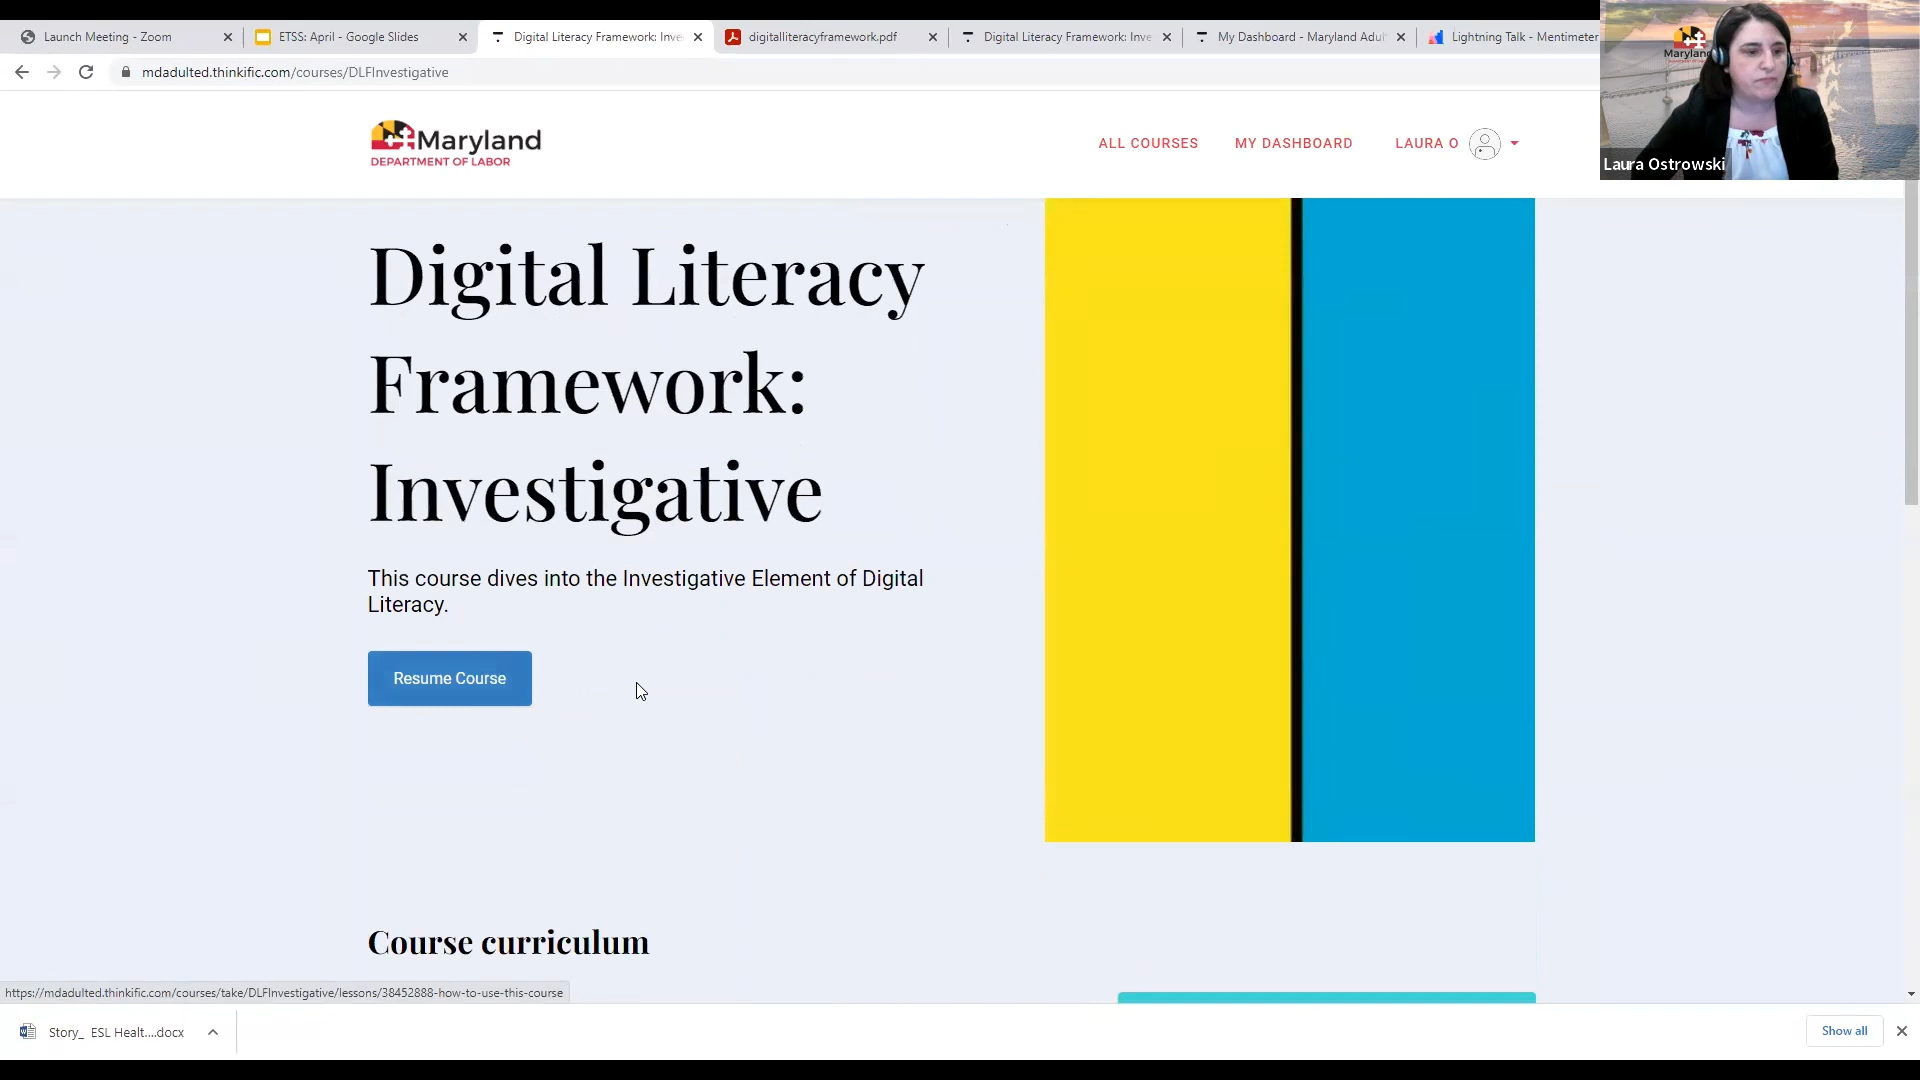 Launch Meeting - Zoom
ETSS: April - Google Slides
Digital Literacy Framework: Inve
digitalliteracyframework.pdf
Digital Literacy Framework: Inve
My Dashboard - Maryland Adul
Lightning Talk - Mentimeter
mdadulted.thinkific.com/courses/DLFInvestigative
Maryland
DEPARTMENT OF LABOR
ALL COURSES
MY DASHBOARD
LAURA O
Maryland
Laura Ostrowski
Digital Literacy
Framework:
Investigative
This course dives into the Investigative Element of Digital
Literacy.
Resume Course
Course curriculum
https://mdadulted.thinkific.com/courses/take/DLFInvestigative/lessons/38452888-how-to-use-this-course
Story_ ESL Healt....docx
Show all